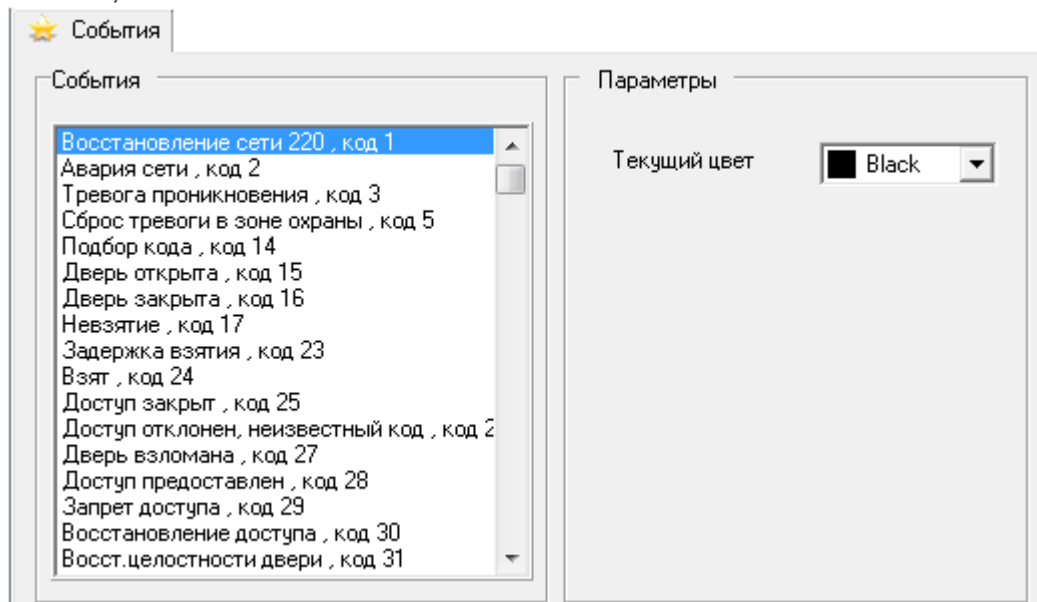 События
События
Восстановление сети 220 , код 1
Авария сети , код 2
Тревога проникновения , код 3
Сброс тревоги в зоне охраны , код 5
Подбор кода , код 14
Дверь открыта , код 15
Дверь закрыта , код 16
Невзятие , код 17
Задержка взятия , код 23
Взят , код 24
Доступ закрыт , код 25
Доступ отклонен, неизвестный код , код 2
Дверь взломана , код 27
Доступ предоставлен , код 28
Запрет доступа , код 29
Восстановление доступа , код 30
Восст.целостности двери , код 31
Параметры
Текущий цвет
Black